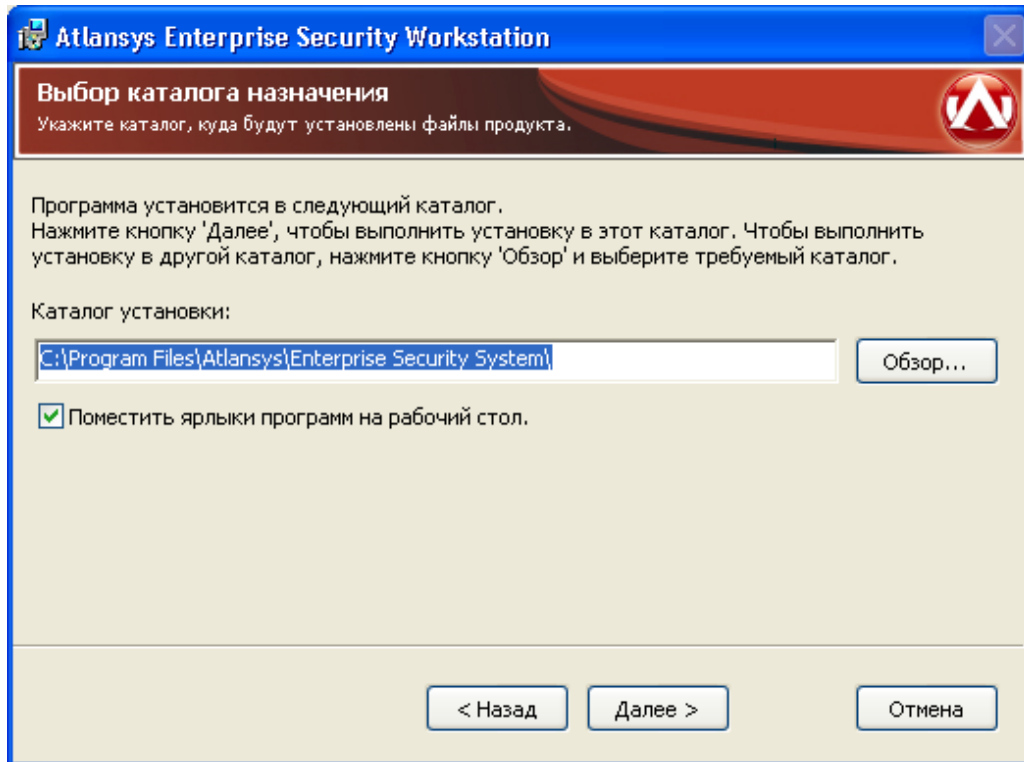 Atlansys Enterprise Security Workstation
Выбор каталога назначения
Укажите каталог, куда будут установлены файлы продукта.
Программа установится в следующий каталог.
Нажмите кнопку 'Далее', чтобы выполнить установку в этот каталог. Чтобы выполнить
установку в другой каталог, нажмите кнопку 'Обзор' и выберите требуемый каталог.
Каталог установки:
C:\Program Files\Atlansys\Enterprise Security System\
Обзор...
Поместить ярлыки программ на рабочий стол.
< Назад
Далее >
Отмена